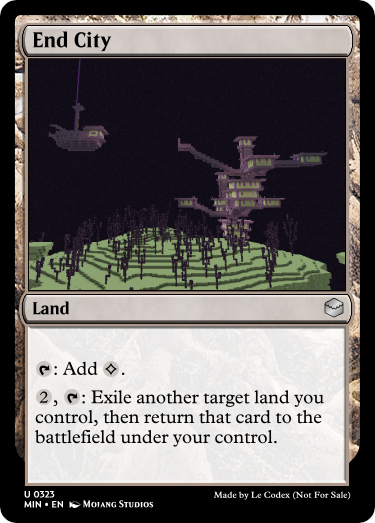 End City
Land
: Add .
2, : Exile another target land you
control, then return that card to the
battlefield under your control.
U 0323
MIN • EN Mojang Studios
Made by Le Codex (Not For Sale)